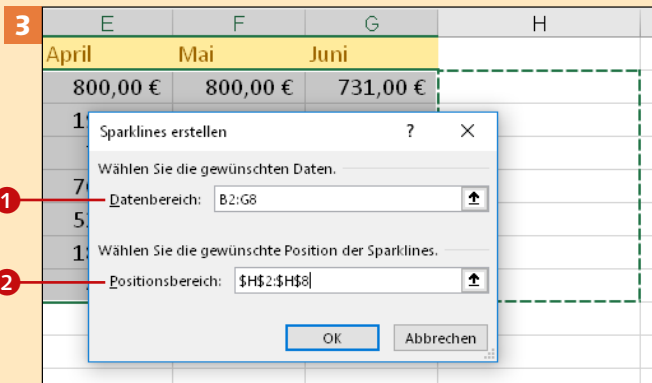 3
E F G H
April Mai Juni
800,00 € 800,00 € 731,00 €
Sparklines erstellen ? ×
Wählen Sie die gewünschten Daten.
1 Datenbereich: B2:G8
Wählen Sie die gewünschte Position der Sparklines.
2 Positionsbereich: $H$2:$H$8
OK Abbrechen